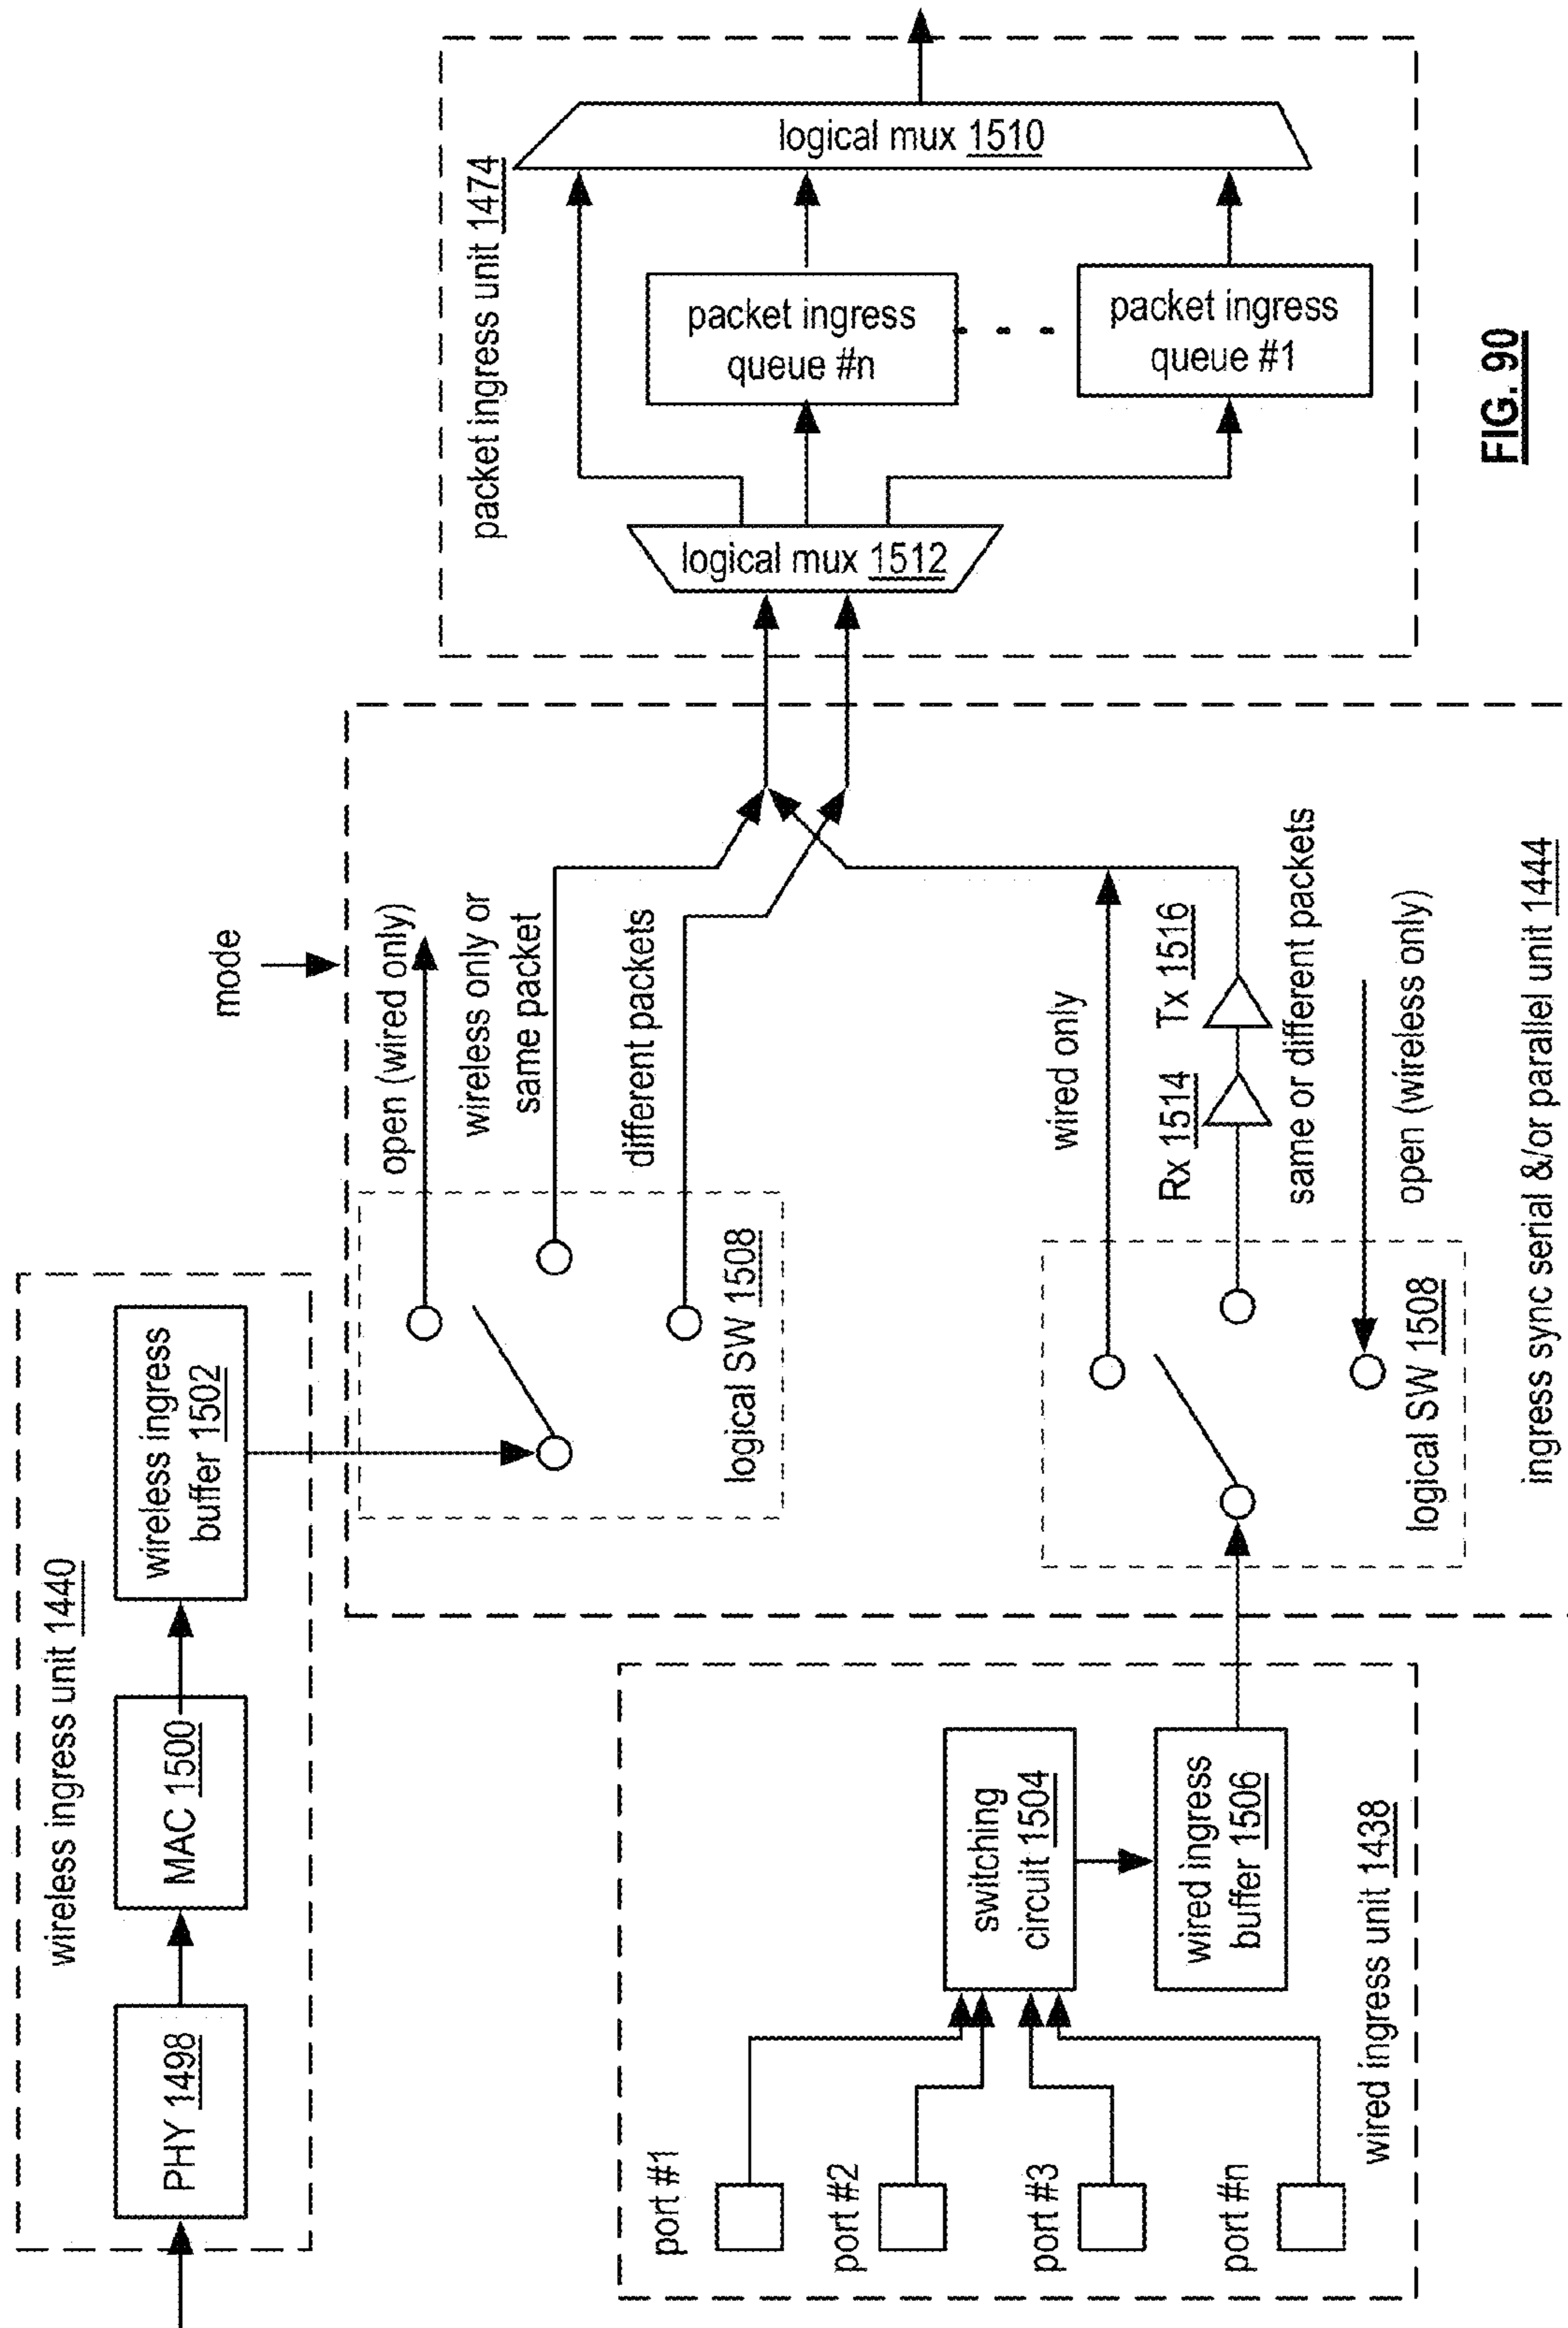 wireless ingress unit 1440
PHY 1498
MAC 1500
wireless ingress
buffer 1502
mode
open (wired only)
wireless only or
same packet
different packets
logical SW 1508
packet ingress unit 1474
logical mux 1512
packet ingress
queue #n
packet ingress
queue #1
logical mux 1510
port #1
port #2
port #3
port #n
switching
circuit 1504
wired ingress
buffer 1506
wired ingress unit 1438
wired only
Rx 1514
Tx 1516
same or different packets
open (wireless only)
logical SW 1508
ingress sync serial &/or parallel unit 1444
FIG. 90